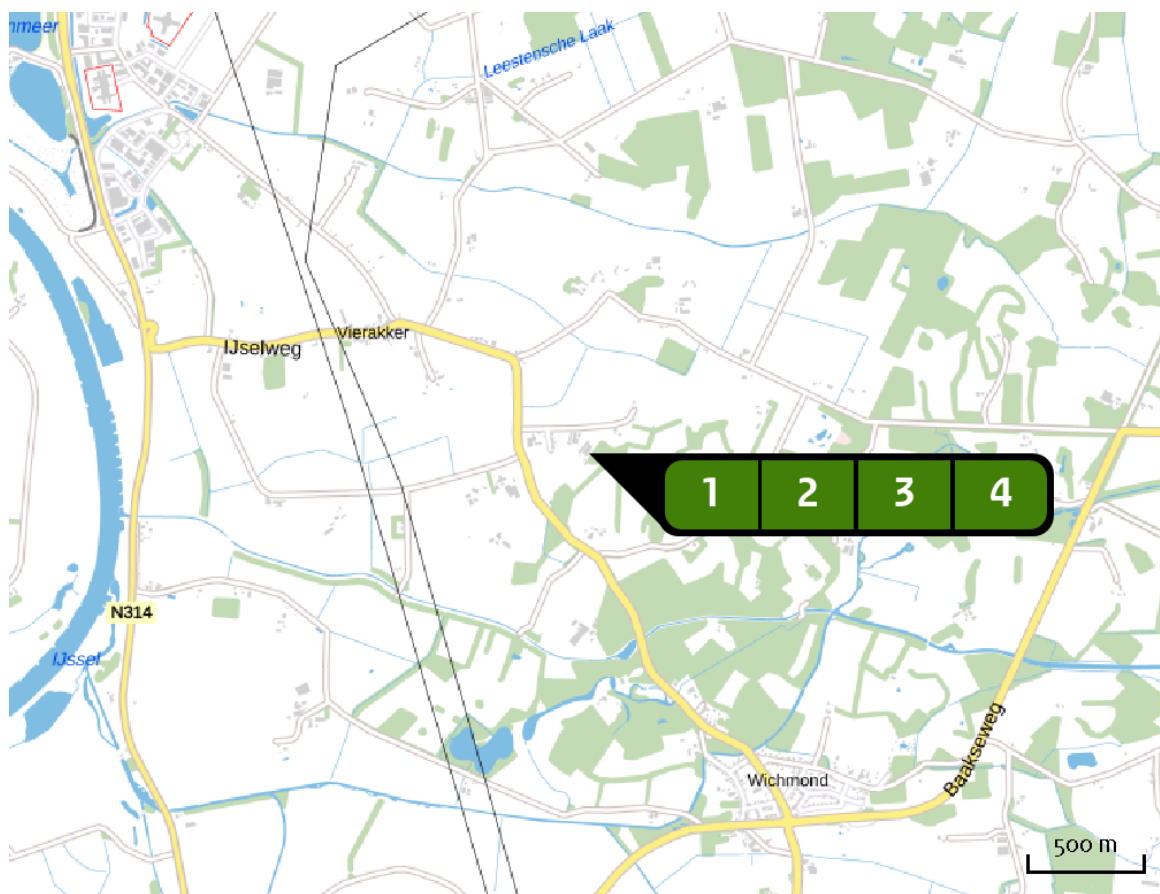 nmeer
Leestensche Laak
Vierakker
IJselweg
1 2 3 4
N314
IJssel
Baakseweg
Wichmond
500 m